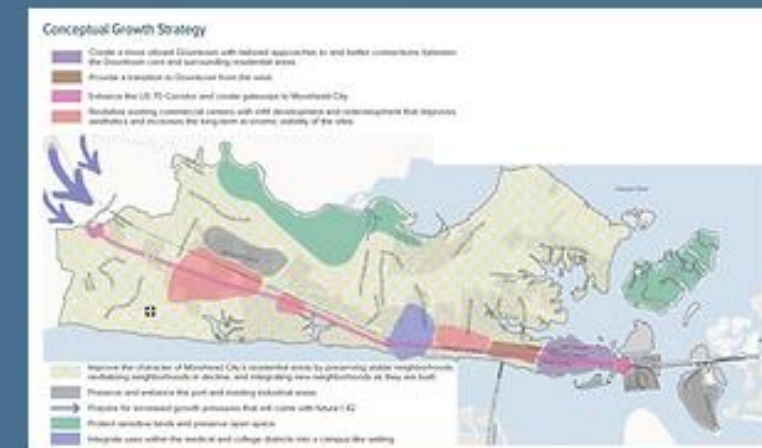 Conceptual Growth Strategy
Create a more vibrant Downtown with tailored approaches to and better connections between
the Downtown core and surrounding residential areas
Provide a transition to Downtown from the west
Enhance the US 70 Corridor and create gateways to Morehead City
Revitalize existing commercial centers with infill development and redevelopment that improves
aesthetics and increases the long-term economic viability of the sites
Improve the character of Morehead City's residential areas by preserving stable neighborhoods,
revitalizing neighborhoods in decline, and integrating new neighborhoods as they are built
Preserve and enhance the port and existing industrial areas
Prepare for increased growth pressures that will come with future I-42
Protect sensitive lands and preserve open space
Integrate uses within the medical and college districts into a campus-like setting